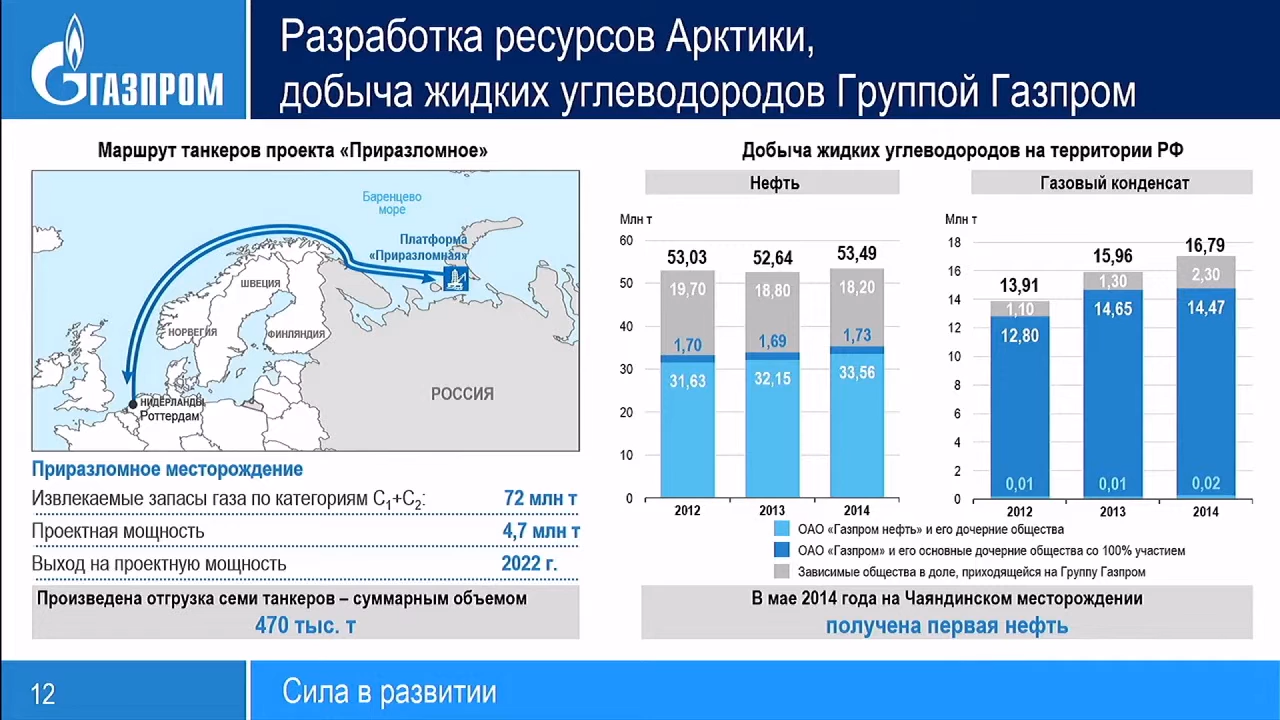 ГАЗПРОМ
Разработка ресурсов Арктики,
добыча жидких углеводородов Группой Газпром
Маршрут танкеров проекта «Приразломное»
Баренцево
море
Платформа
«Приразломная»
ШВЕЦИЯ
НОРВЕГИЯ
ФИНЛЯНДИЯ
РОССИЯ
НИДЕРЛАНДЫ
Роттердам
Приразломное месторождение
Извлекаемые запасы газа по категориям C1+C2: 72 млн т
Проектная мощность 4,7 млн т
Выход на проектную мощность 2022 г.
Произведена отгрузка семи танкеров – суммарным объемом
470 тыс. т
Добыча жидких углеводородов на территории РФ
Нефть
Млн т
60
50
40
30
20
10
0
53,03 52,64 53,49
19,70 18,80 18,20
1,70 1,69 1,73
31,63 32,15 33,56
2012 2013 2014
Газовый конденсат
Млн т
18
16
14
12
10
8
6
4
2
0
13,91 15,96 16,79
1,10 1,30 2,30
12,80 14,65 14,47
0,01 0,01 0,02
2012 2013 2014
ОАО «Газпром нефть» и его дочерние общества
ОАО «Газпром» и его основные дочерние общества со 100% участием
Зависимые общества в доле, приходящейся на Группу Газпром
В мае 2014 года на Чаяндинском месторождении
получена первая нефть
12
Сила в развитии